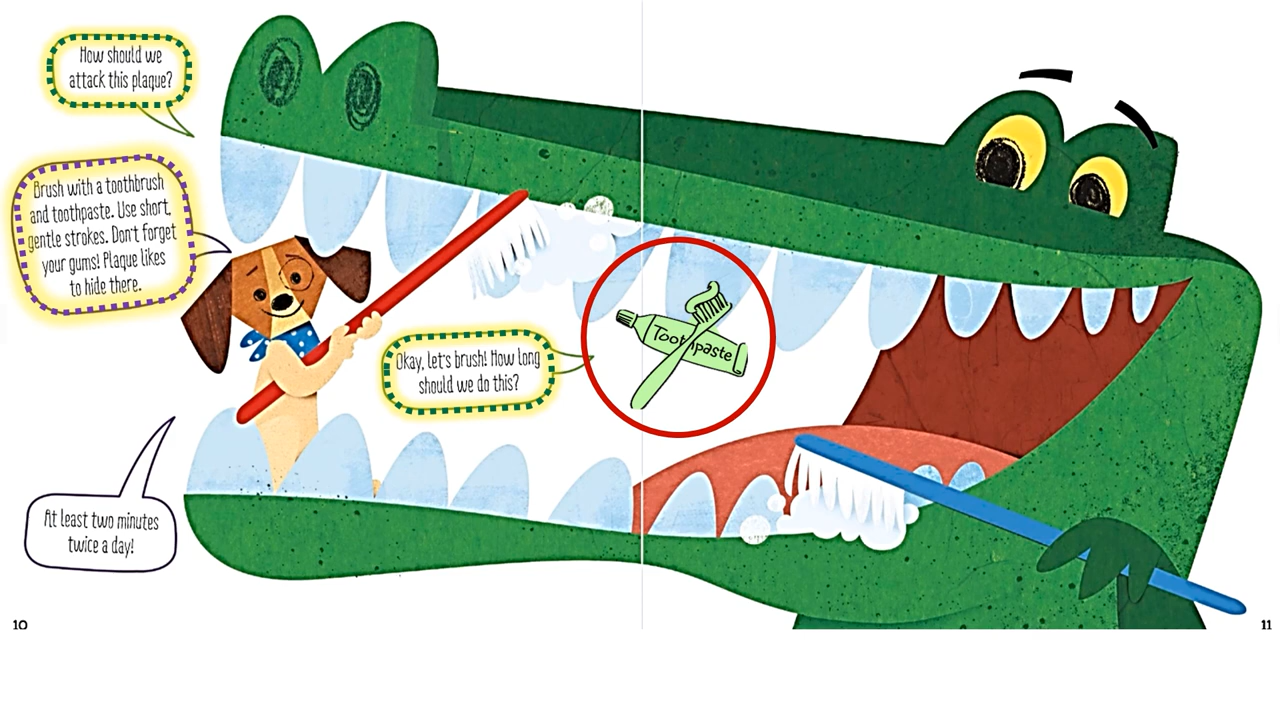 How should we
attack this plaque?
Brush with a toothbrush
and toothpaste. Use short,
gentle strokes. Don't forget
your gums! Plaque likes
to hide there.
Okay, let's brush! How long
should we do this?
Toothpaste
At least two minutes
twice a day!
10
11